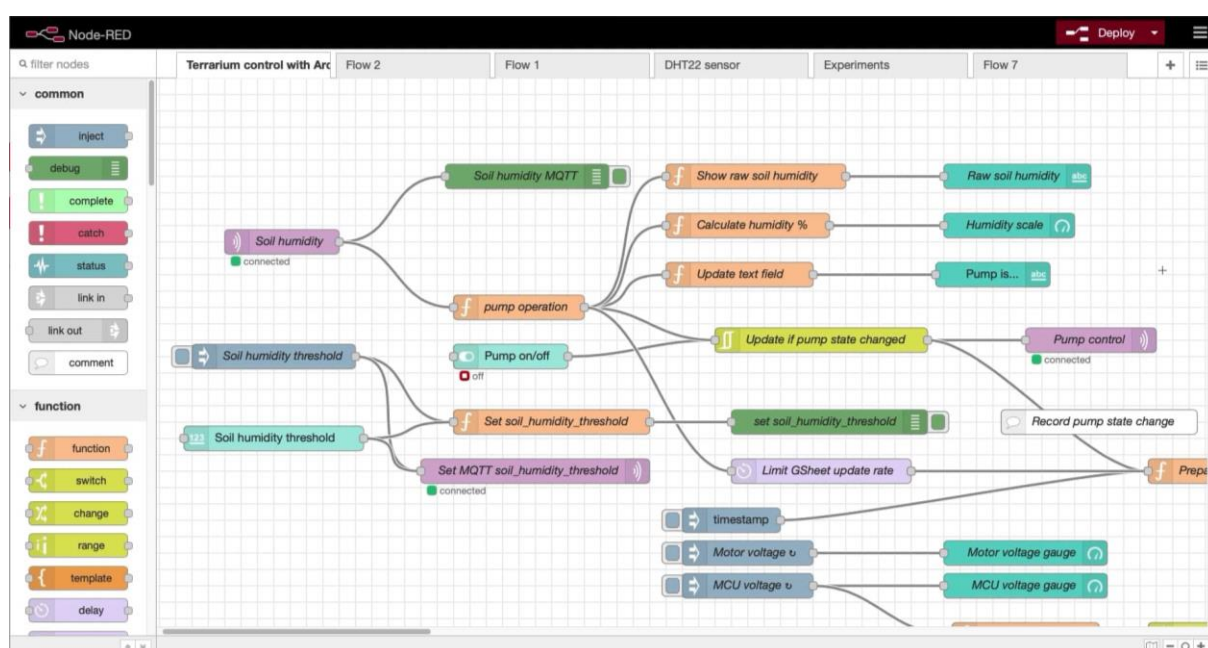 Node-RED
Deploy
filter nodes
Terrarium control with Arc
Flow 2
Flow 1
DHT22 sensor
Experiments
Flow 7
common
inject
debug
complete
catch
status
link in
link out
comment
function
function
switch
change
range
template
delay
Soil humidity MQTT
Show raw soil humidity
Raw soil humidity
abc
Calculate humidity %
Humidity scale
Soil humidity
connected
Update text field
Pump is...
abc
pump operation
Update if pump state changed
Pump control
connected
Soil humidity threshold
Pump on/off
off
Set soil_humidity_threshold
set soil_humidity_threshold
Record pump state change
123
Soil humidity threshold
Set MQTT soil_humidity_threshold
connected
Limit GSheet update rate
Prepa
timestamp
Motor voltage ↻
Motor voltage gauge
MCU voltage ↻
MCU voltage gauge